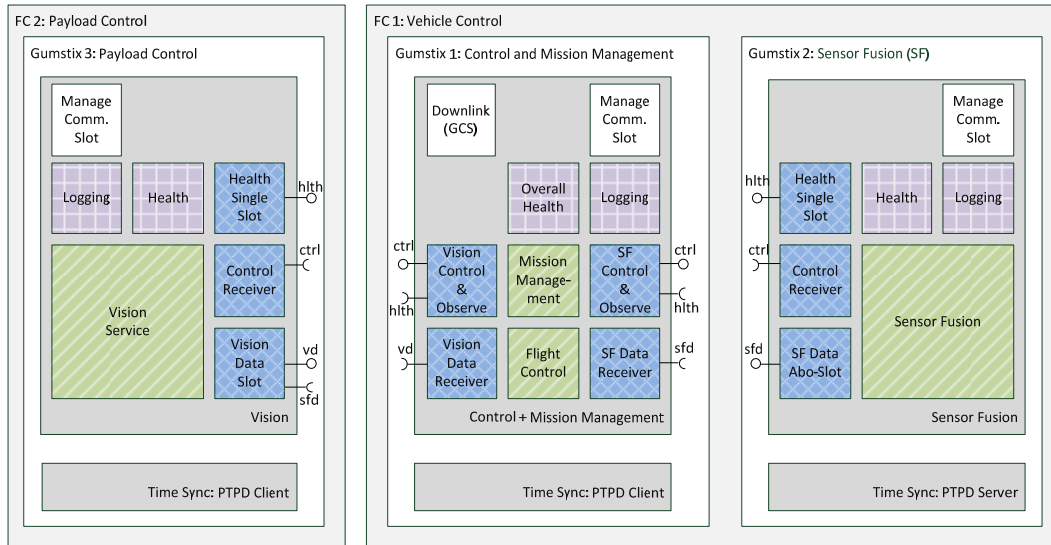 FC 2: Payload Control
Gumstix 3: Payload Control
Manage
Comm.
Slot
Logging
Health
Health
Single
Slot
hlth
Vision
Service
Control
Receiver
ctrl
Vision
Data
Slot
vd
sfd
Vision
Time Sync: PTPD Client
FC 1: Vehicle Control
Gumstix 1: Control and Mission Management
Downlink
(GCS)
Manage
Comm.
Slot
Overall
Health
Logging
ctrl
hlth
Vision
Control
&
Observe
Mission
Manage-
ment
SF
Control
&
Observe
ctrl
hlth
vd
Vision
Data
Receiver
Flight
Control
SF Data
Receiver
sfd
Control + Mission Management
Time Sync: PTPD Client
Gumstix 2: Sensor Fusion (SF)
Manage
Comm.
Slot
hlth
Health
Single
Slot
Health
Logging
ctrl
Control
Receiver
Sensor Fusion
sfd
SF Data
Abo-Slot
Sensor Fusion
Time Sync: PTPD Server